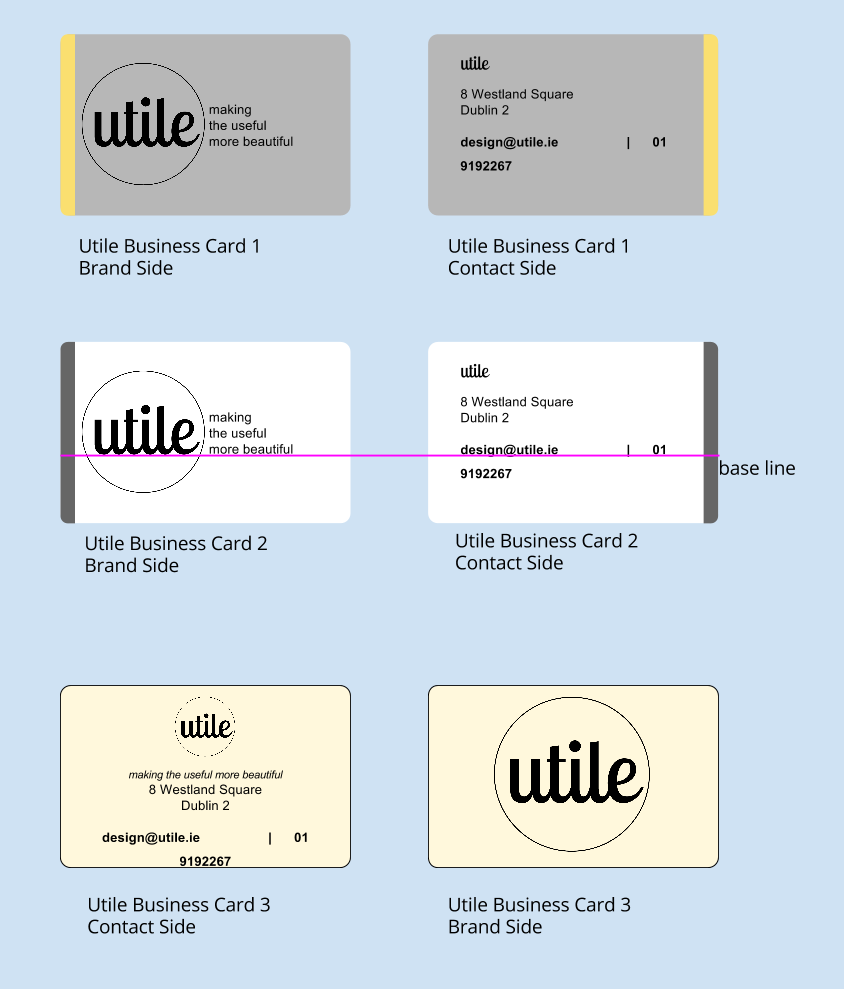 utile
making
the useful
more beautiful
utile
8 Westland Square
Dublin 2
design@utile.ie | 01
9192267
Utile Business Card 1
Brand Side
Utile Business Card 1
Contact Side
utile
making
the useful
more beautiful
utile
8 Westland Square
Dublin 2
design@utile.ie | 01
9192267
base line
Utile Business Card 2
Brand Side
Utile Business Card 2
Contact Side
utile
making the useful more beautiful
8 Westland Square
Dublin 2
design@utile.ie | 01
9192267
utile
Utile Business Card 3
Contact Side
Utile Business Card 3
Brand Side